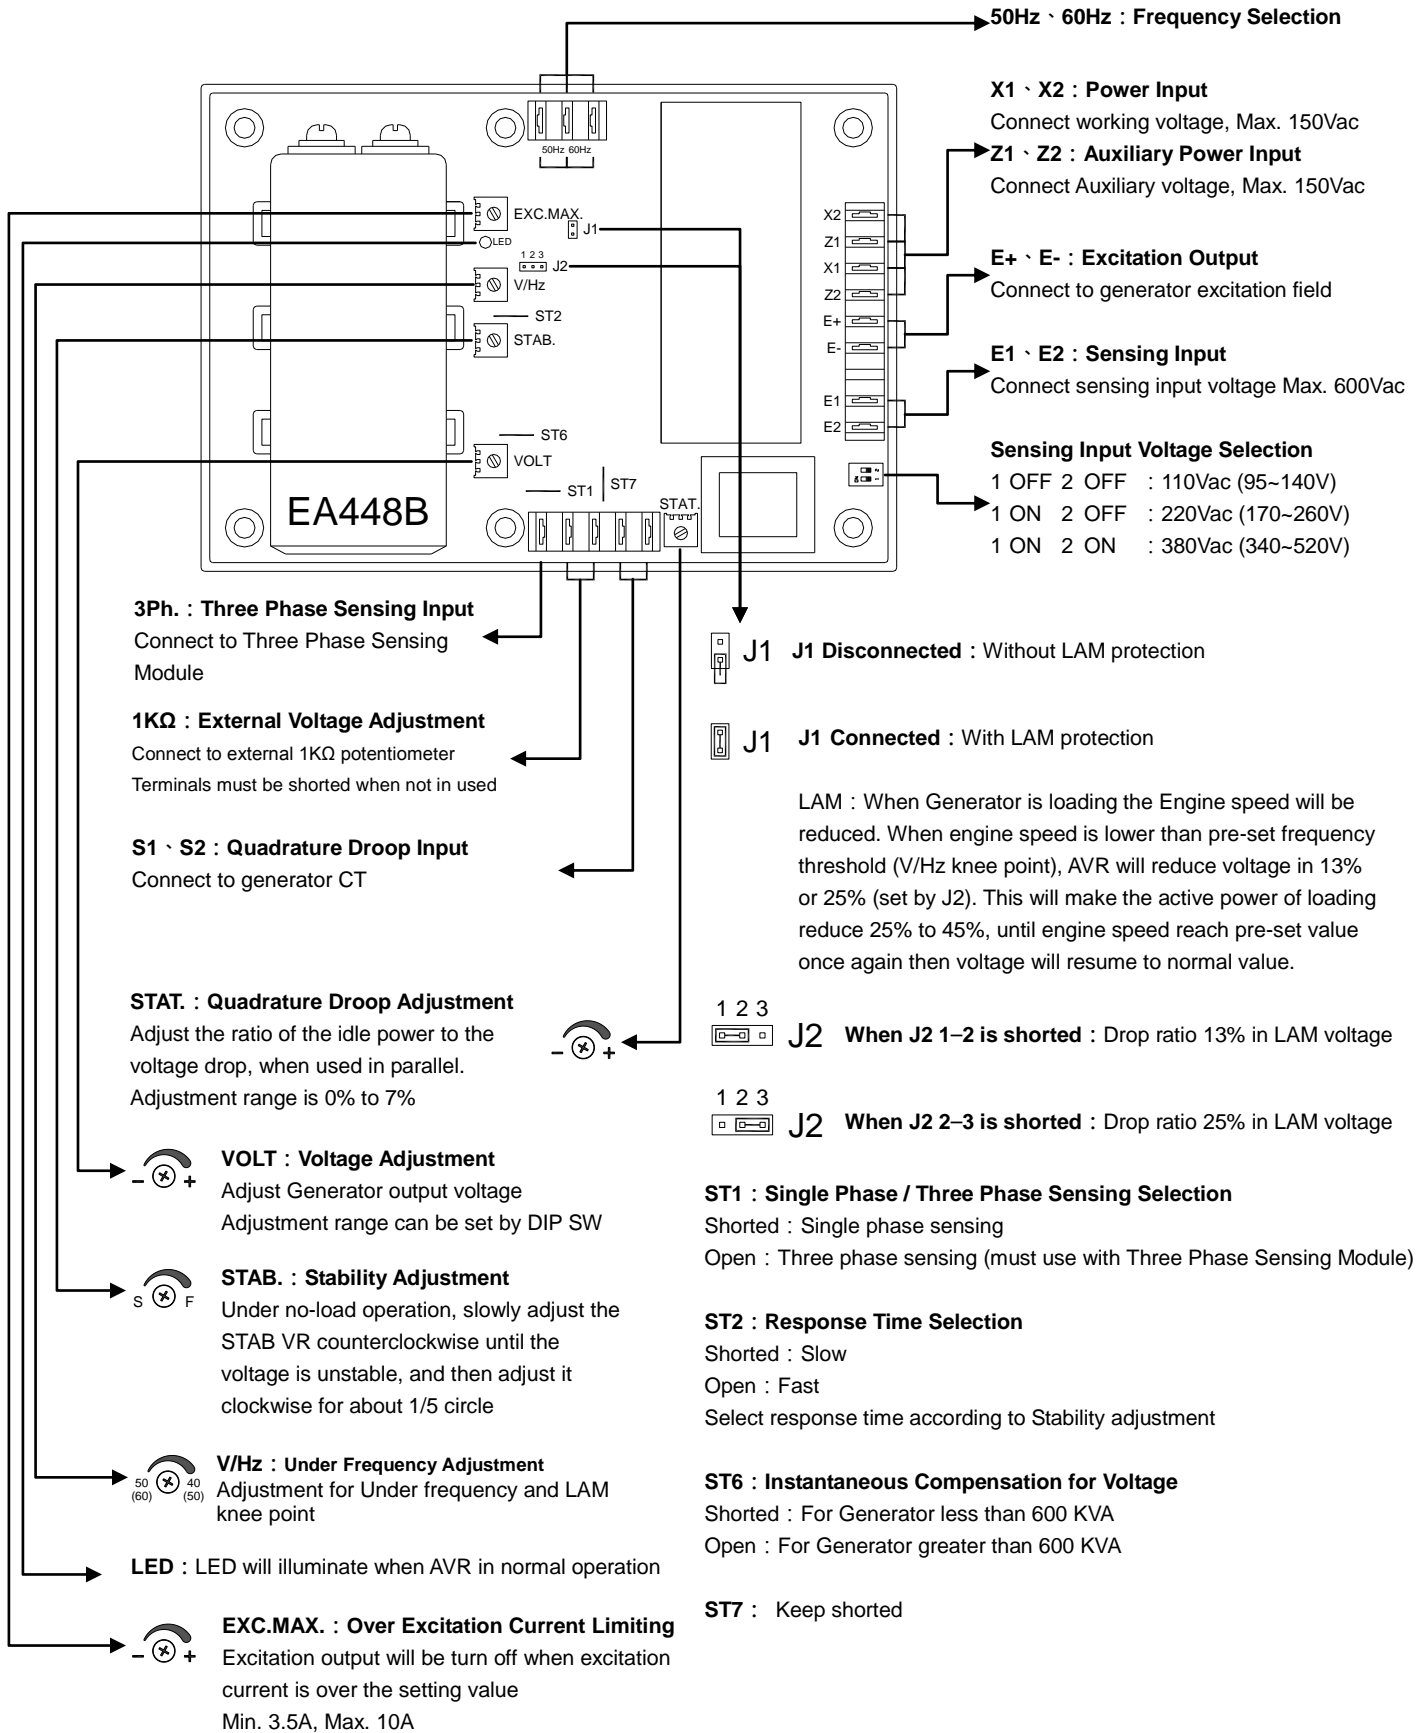 50Hz、60Hz：Frequency Selection
X1、X2：Power Input
Connect working voltage, Max. 150Vac
Z1、Z2：Auxiliary Power Input
Connect Auxiliary voltage, Max. 150Vac
E+、E-：Excitation Output
Connect to generator excitation field
E1、E2：Sensing Input
Connect sensing input voltage Max. 600Vac
Sensing Input Voltage Selection
1 OFF 2 OFF : 110Vac (95~140V)
1 ON 2 OFF : 220Vac (170~260V)
1 ON 2 ON : 380Vac (340~520V)
50Hz 60Hz
EXC.MAX.
J1
LED
1 2 3
J2
V/Hz
ST2
STAB.
ST6
VOLT
ST1
ST7
STAT.
EA448B
X2
Z1
X1
Z2
E+
E-
E1
E2
3Ph.：Three Phase Sensing Input
Connect to Three Phase Sensing
Module
1KΩ：External Voltage Adjustment
Connect to external 1KΩ potentiometer
Terminals must be shorted when not in used
S1、S2：Quadrature Droop Input
Connect to generator CT
STAT.：Quadrature Droop Adjustment
Adjust the ratio of the idle power to the
voltage drop, when used in parallel.
Adjustment range is 0% to 7%
- +
VOLT：Voltage Adjustment
Adjust Generator output voltage
Adjustment range can be set by DIP SW
- +
STAB.：Stability Adjustment
Under no-load operation, slowly adjust the
STAB VR counterclockwise until the
voltage is unstable, and then adjust it
clockwise for about 1/5 circle
S F
V/Hz：Under Frequency Adjustment
Adjustment for Under frequency and LAM
knee point
50 40
(60) (50)
LED：LED will illuminate when AVR in normal operation
EXC.MAX.：Over Excitation Current Limiting
Excitation output will be turn off when excitation
current is over the setting value
Min. 3.5A, Max. 10A
- +
J1 J1 Disconnected：Without LAM protection
J1 J1 Connected：With LAM protection
LAM：When Generator is loading the Engine speed will be
reduced. When engine speed is lower than pre-set frequency
threshold (V/Hz knee point), AVR will reduce voltage in 13%
or 25% (set by J2). This will make the active power of loading
reduce 25% to 45%, until engine speed reach pre-set value
once again then voltage will resume to normal value.
1 2 3
J2 When J2 1–2 is shorted：Drop ratio 13% in LAM voltage
1 2 3
J2 When J2 2–3 is shorted：Drop ratio 25% in LAM voltage
ST1：Single Phase / Three Phase Sensing Selection
Shorted：Single phase sensing
Open：Three phase sensing (must use with Three Phase Sensing Module)
ST2：Response Time Selection
Shorted：Slow
Open：Fast
Select response time according to Stability adjustment
ST6：Instantaneous Compensation for Voltage
Shorted：For Generator less than 600 KVA
Open：For Generator greater than 600 KVA
ST7： Keep shorted